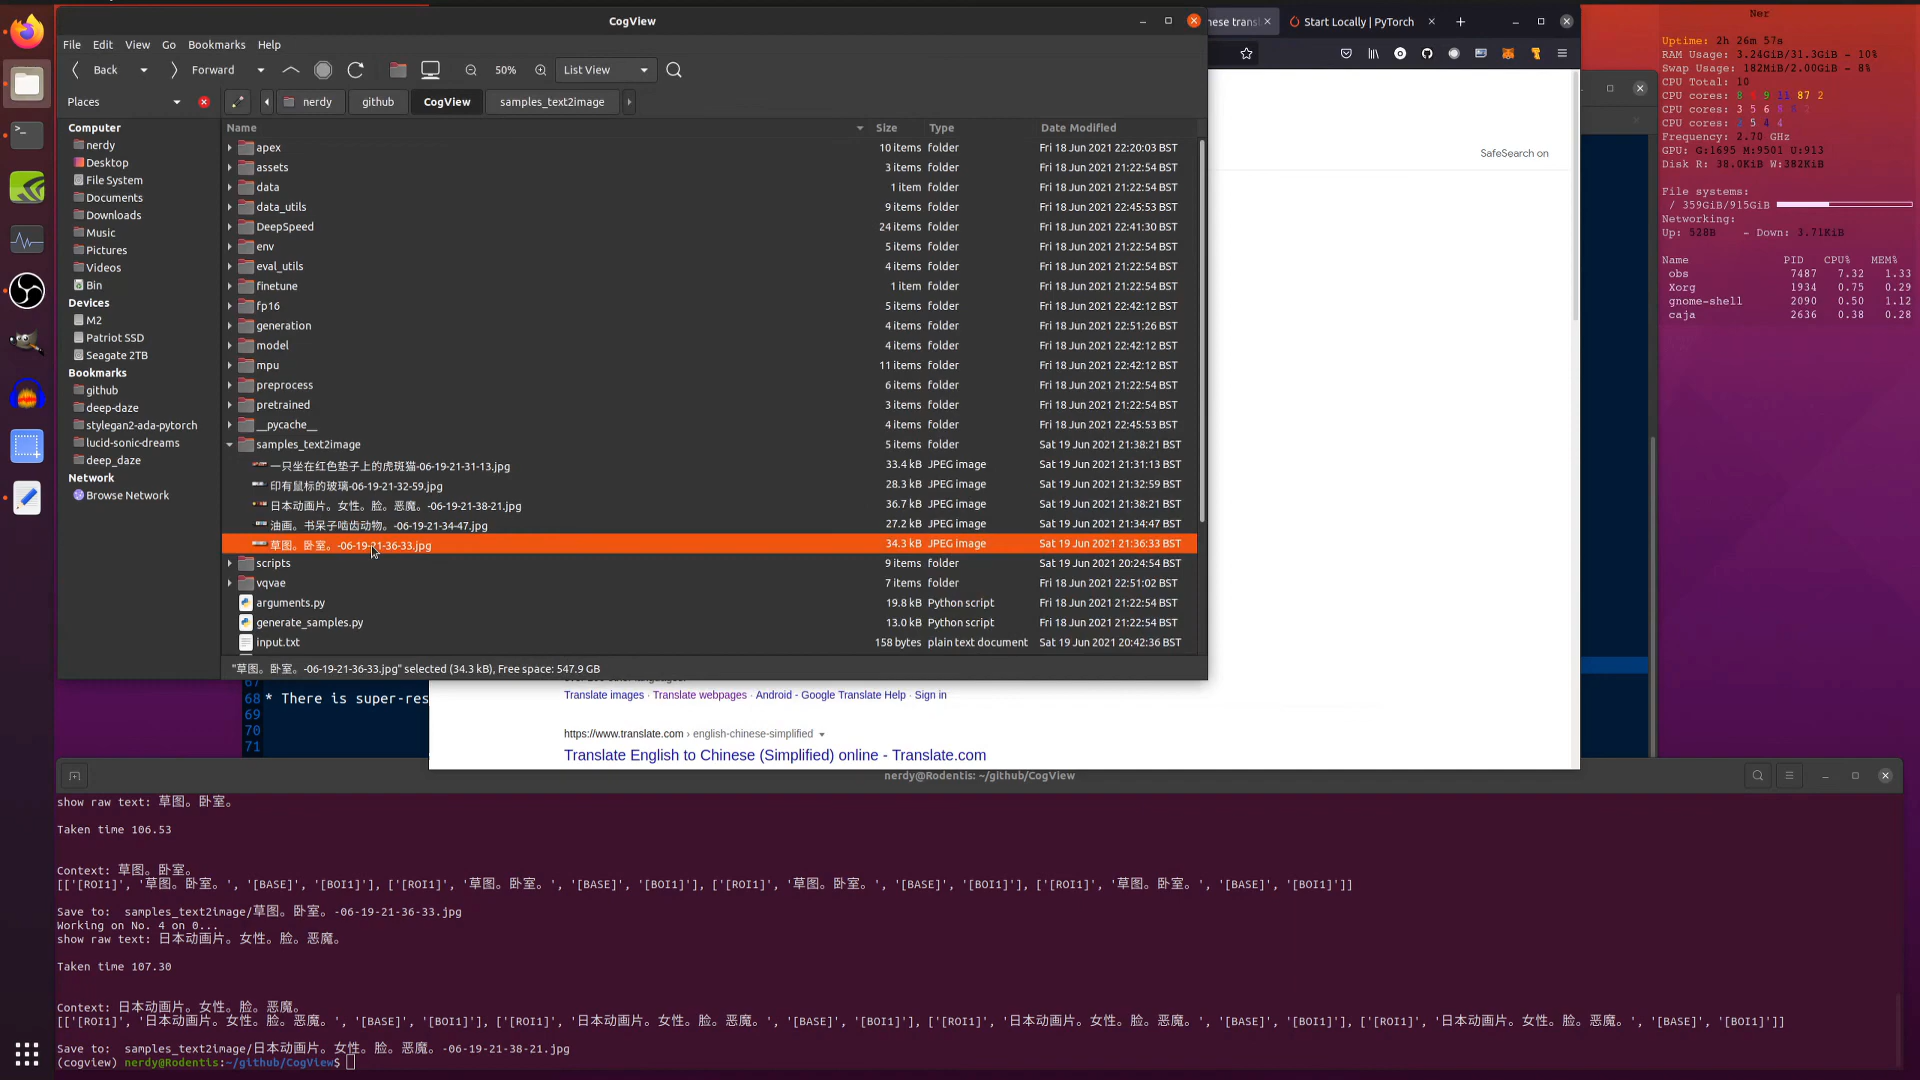 CogView
File Edit View Go Bookmarks Help
Back Forward 50% List View
Places nerdy github CogView samples_text2image
Computer
nerdy
Desktop
File System
Documents
Downloads
Music
Pictures
Videos
Bin
Devices
M2
Patriot SSD
Seagate 2TB
Bookmarks
github
deep-daze
stylegan2-ada-pytorch
lucid-sonic-dreams
deep_daze
Network
Browse Network
Name Size Type Date Modified
apex 10 items folder Fri 18 Jun 2021 22:20:03 BST
assets 3 items folder Fri 18 Jun 2021 21:22:54 BST
data 1 item folder Fri 18 Jun 2021 21:22:54 BST
data_utils 9 items folder Fri 18 Jun 2021 22:45:53 BST
DeepSpeed 24 items folder Fri 18 Jun 2021 22:41:30 BST
env 5 items folder Fri 18 Jun 2021 21:22:54 BST
eval_utils 4 items folder Fri 18 Jun 2021 21:22:54 BST
finetune 1 item folder Fri 18 Jun 2021 21:22:54 BST
fp16 5 items folder Fri 18 Jun 2021 22:42:12 BST
generation 4 items folder Fri 18 Jun 2021 22:51:26 BST
model 4 items folder Fri 18 Jun 2021 22:42:12 BST
mpu 11 items folder Fri 18 Jun 2021 22:42:12 BST
preprocess 6 items folder Fri 18 Jun 2021 21:22:54 BST
pretrained 3 items folder Fri 18 Jun 2021 21:22:54 BST
__pycache__ 4 items folder Fri 18 Jun 2021 22:45:53 BST
samples_text2image 5 items folder Sat 19 Jun 2021 21:38:21 BST
一只坐在红色垫子上的虎斑猫-06-19-21-31-13.jpg 33.4 kB JPEG image Sat 19 Jun 2021 21:31:13 BST
印有鼠标的玻璃-06-19-21-32-59.jpg 28.3 kB JPEG image Sat 19 Jun 2021 21:32:59 BST
日本动画片。女性。脸。恶魔。-06-19-21-38-21.jpg 36.7 kB JPEG image Sat 19 Jun 2021 21:38:21 BST
油画。书呆子啮齿动物。-06-19-21-34-47.jpg 27.2 kB JPEG image Sat 19 Jun 2021 21:34:47 BST
草图。卧室。-06-19-21-36-33.jpg 34.3 kB JPEG image Sat 19 Jun 2021 21:36:33 BST
scripts 9 items folder Sat 19 Jun 2021 20:24:54 BST
vqvae 7 items folder Fri 18 Jun 2021 22:51:02 BST
arguments.py 19.8 kB Python script Fri 18 Jun 2021 21:22:54 BST
generate_samples.py 13.0 kB Python script Fri 18 Jun 2021 21:22:54 BST
input.txt 158 bytes plain text document Sat 19 Jun 2021 20:42:36 BST
"草图。卧室。-06-19-21-36-33.jpg" selected (34.3 kB), Free space: 547.9 GB
nese transl Start Locally | PyTorch
SafeSearch on
Translate images · Translate webpages · Android - Google Translate Help · Sign in
https://www.translate.com › english-chinese-simplified
Translate English to Chinese (Simplified) online - Translate.com
67
68 * There is super-res
69
70
71
Ner
Uptime: 2h 26m 57s
RAM Usage: 3.24GiB/31.3GiB - 10%
Swap Usage: 182MiB/2.00GiB - 8%
CPU Total: 10
CPU cores: 8 9 11 87 2
CPU cores: 3 5 6
CPU cores: 5 4 4
Frequency: 2.70 GHz
GPU: G:1695 M:9501 U:913
Disk R: 38.0KiB W:382KiB
File systems:
/ 359GiB/915GiB
Networking:
Up: 528B - Down: 3.71KiB
Name PID CPU% MEM%
obs 7487 7.32 1.33
Xorg 1934 0.75 0.29
gnome-shell 2090 0.50 1.12
caja 2636 0.38 0.28
nerdy@Rodentis: ~/github/CogView
show raw text: 草图。卧室。
Taken time 106.53
Context: 草图。卧室。
[['[ROI1]', '草图。卧室。', '[BASE]', '[BOI1]'], ['[ROI1]', '草图。卧室。', '[BASE]', '[BOI1]'], ['[ROI1]', '草图。卧室。', '[BASE]', '[BOI1]'], ['[ROI1]', '草图。卧室。', '[BASE]', '[BOI1]']]
Save to: samples_text2image/草图。卧室。-06-19-21-36-33.jpg
Working on No. 4 on 0...
show raw text: 日本动画片。女性。脸。恶魔。
Taken time 107.30
Context: 日本动画片。女性。脸。恶魔。
[['[ROI1]', '日本动画片。女性。脸。恶魔。', '[BASE]', '[BOI1]'], ['[ROI1]', '日本动画片。女性。脸。恶魔。', '[BASE]', '[BOI1]'], ['[ROI1]', '日本动画片。女性。脸。恶魔。', '[BASE]', '[BOI1]'], ['[ROI1]', '日本动画片。女性。脸。恶魔。', '[BASE]', '[BOI1]']]
Save to: samples_text2image/日本动画片。女性。脸。恶魔。-06-19-21-38-21.jpg
(cogview) nerdy@Rodentis:~/github/CogView$